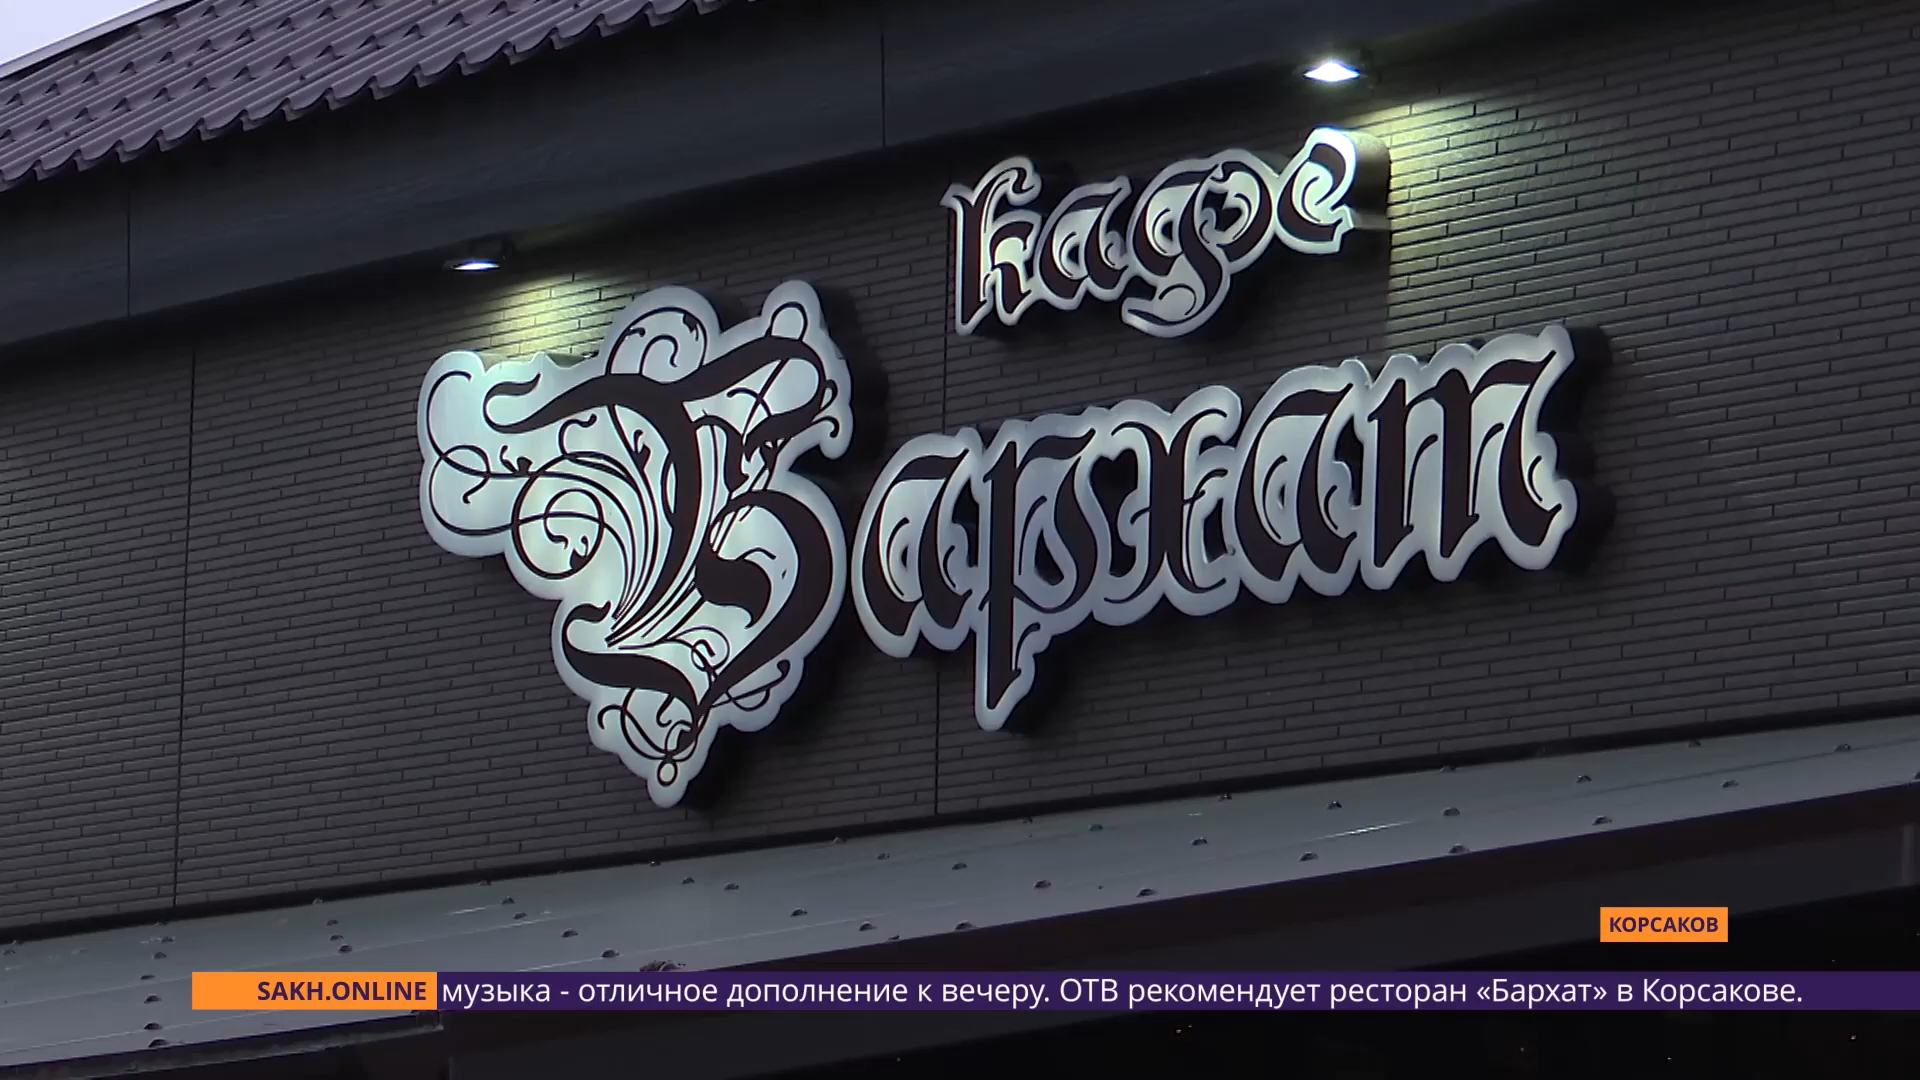 кафе
Бархат
КОРСАКОВ
SAKH.ONLINE музыка - отличное дополнение к вечеру. ОТВ рекомендует ресторан «Бархат» в Корсакове.